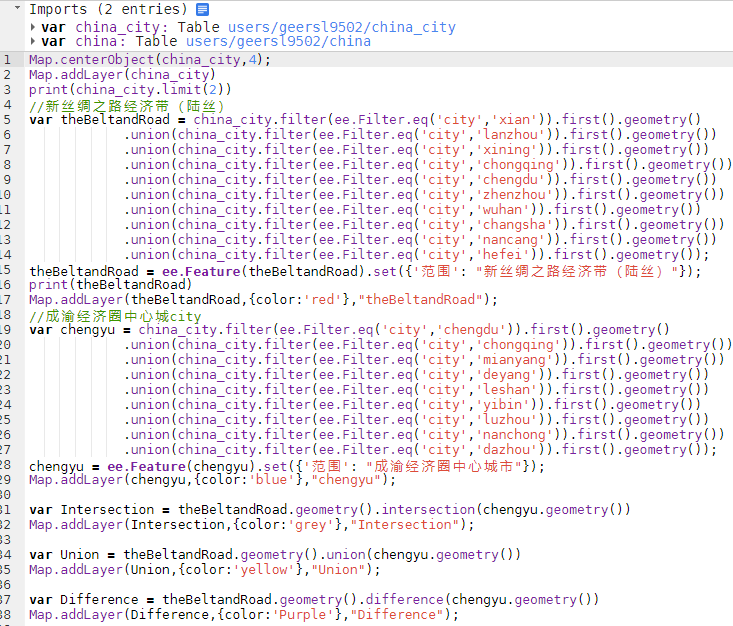 Imports (2 entries)
var china_city: Table users/geersl9502/china_city
var china: Table users/geersl9502/china
1 Map.centerObject(china_city,4);
2 Map.addLayer(china_city)
3 print(china_city.limit(2))
4 //新丝绸之路经济带（陆丝）
5 var theBeltandRoad = china_city.filter(ee.Filter.eq('city','xian')).first().geometry()
6 .union(china_city.filter(ee.Filter.eq('city','lanzhou')).first().geometry())
7 .union(china_city.filter(ee.Filter.eq('city','xining')).first().geometry())
8 .union(china_city.filter(ee.Filter.eq('city','chongqing')).first().geometry())
9 .union(china_city.filter(ee.Filter.eq('city','chengdu')).first().geometry())
10 .union(china_city.filter(ee.Filter.eq('city','zhenzhou')).first().geometry())
11 .union(china_city.filter(ee.Filter.eq('city','wuhan')).first().geometry())
12 .union(china_city.filter(ee.Filter.eq('city','changsha')).first().geometry())
13 .union(china_city.filter(ee.Filter.eq('city','nancang')).first().geometry())
14 .union(china_city.filter(ee.Filter.eq('city','hefei')).first().geometry());
15 theBeltandRoad = ee.Feature(theBeltandRoad).set({'范围': "新丝绸之路经济带（陆丝）"});
16 print(theBeltandRoad)
17 Map.addLayer(theBeltandRoad,{color:'red'},"theBeltandRoad");
18 //成渝经济圈中心城city
19 var chengyu = china_city.filter(ee.Filter.eq('city','chengdu')).first().geometry()
20 .union(china_city.filter(ee.Filter.eq('city','chongqing')).first().geometry())
21 .union(china_city.filter(ee.Filter.eq('city','mianyang')).first().geometry())
22 .union(china_city.filter(ee.Filter.eq('city','deyang')).first().geometry())
23 .union(china_city.filter(ee.Filter.eq('city','leshan')).first().geometry())
24 .union(china_city.filter(ee.Filter.eq('city','yibin')).first().geometry())
25 .union(china_city.filter(ee.Filter.eq('city','luzhou')).first().geometry())
26 .union(china_city.filter(ee.Filter.eq('city','nanchong')).first().geometry())
27 .union(china_city.filter(ee.Filter.eq('city','dazhou')).first().geometry());
28 chengyu = ee.Feature(chengyu).set({'范围': "成渝经济圈中心城市"});
29 Map.addLayer(chengyu,{color:'blue'},"chengyu");
30
31 var Intersection = theBeltandRoad.geometry().intersection(chengyu.geometry())
32 Map.addLayer(Intersection,{color:'grey'},"Intersection");
33
34 var Union = theBeltandRoad.geometry().union(chengyu.geometry())
35 Map.addLayer(Union,{color:'yellow'},"Union");
36
37 var Difference = theBeltandRoad.geometry().difference(chengyu.geometry())
38 Map.addLayer(Difference,{color:'Purple'},"Difference");